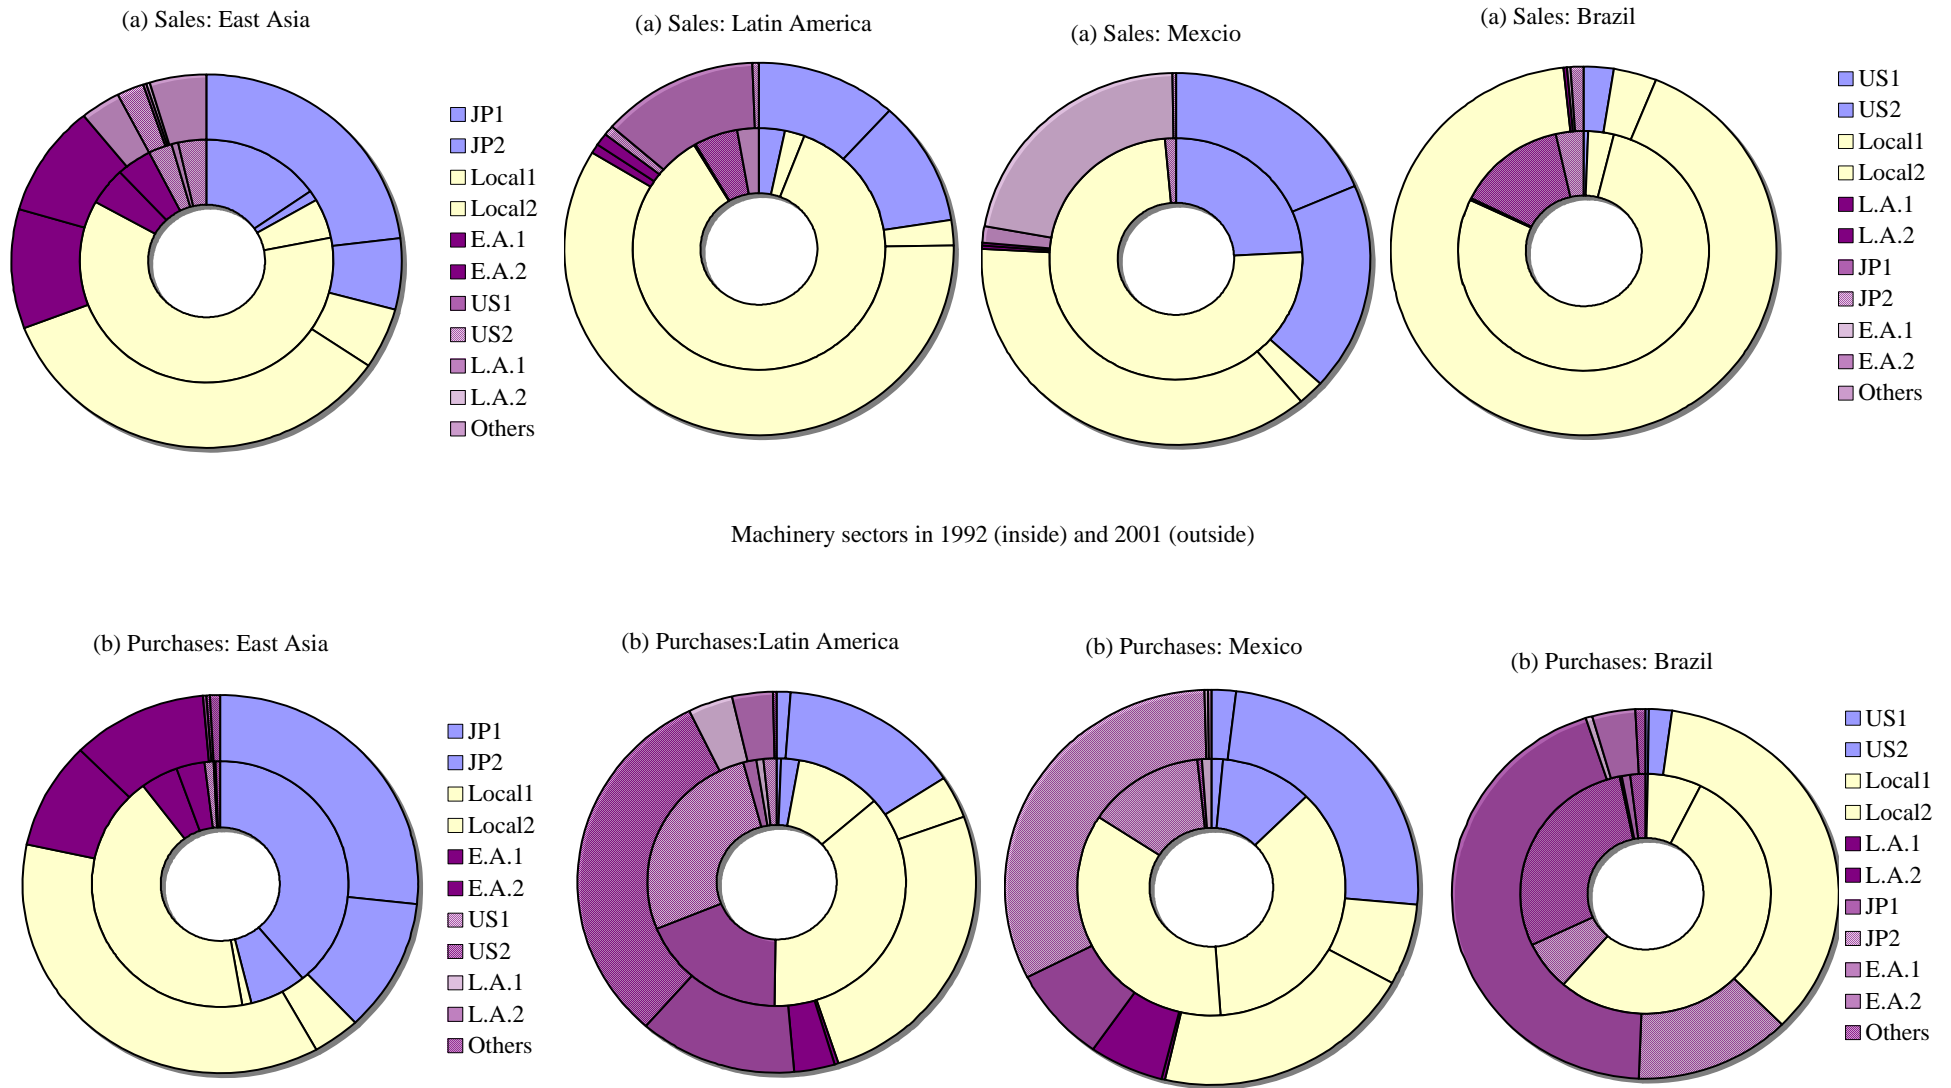 (a) Sales: East Asia
(a) Sales: Latin America
(a) Sales: Mexcio
(a) Sales: Brazil
JP1
JP2
Local1
Local2
E.A.1
E.A.2
US1
US2
L.A.1
L.A.2
Others
US1
US2
Local1
Local2
L.A.1
L.A.2
JP1
JP2
E.A.1
E.A.2
Others
Machinery sectors in 1992 (inside) and 2001 (outside)
(b) Purchases: East Asia
(b) Purchases:Latin America
(b) Purchases: Mexico
(b) Purchases: Brazil
JP1
JP2
Local1
Local2
E.A.1
E.A.2
US1
US2
L.A.1
L.A.2
Others
US1
US2
Local1
Local2
L.A.1
L.A.2
JP1
JP2
E.A.1
E.A.2
Others